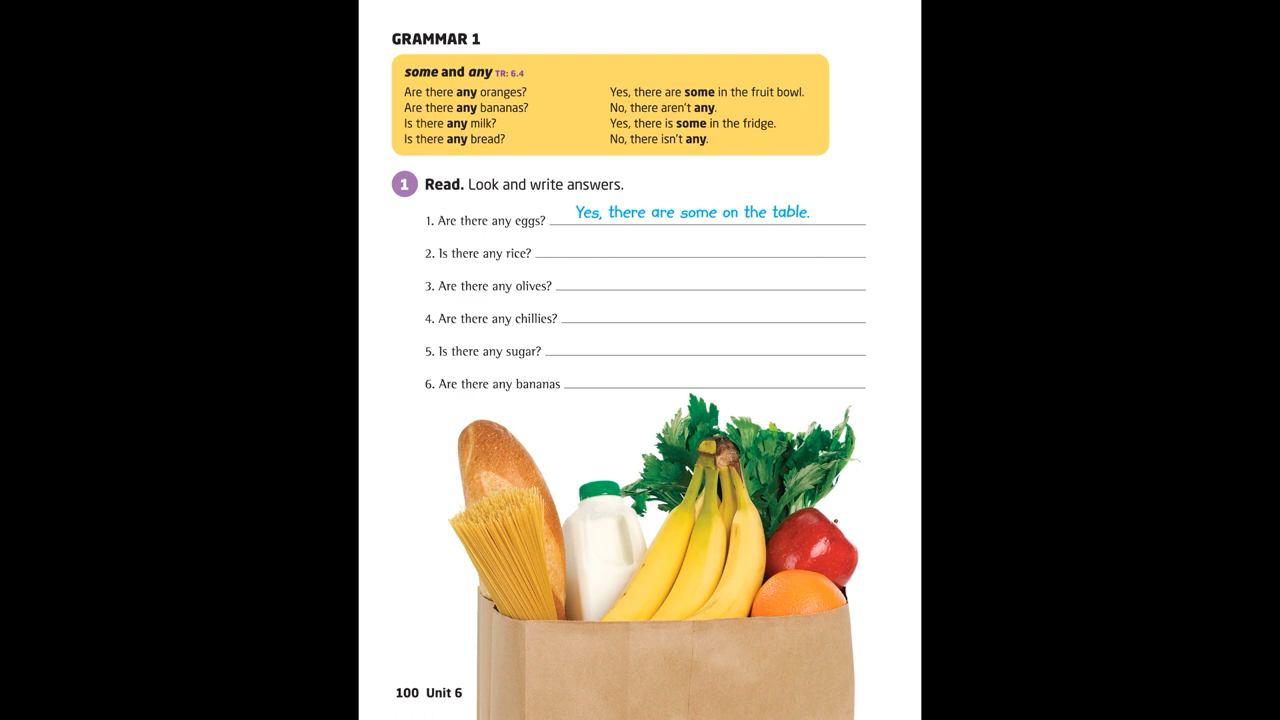 GRAMMAR 1
some and any TR: 6.4
Are there any oranges? Yes, there are some in the fruit bowl.
Are there any bananas? No, there aren't any.
Is there any milk? Yes, there is some in the fridge.
Is there any bread? No, there isn't any.
1 Read. Look and write answers.
1. Are there any eggs? Yes, there are some on the table.
2. Is there any rice?
3. Are there any olives?
4. Are there any chillies?
5. Is there any sugar?
6. Are there any bananas
100 Unit 6